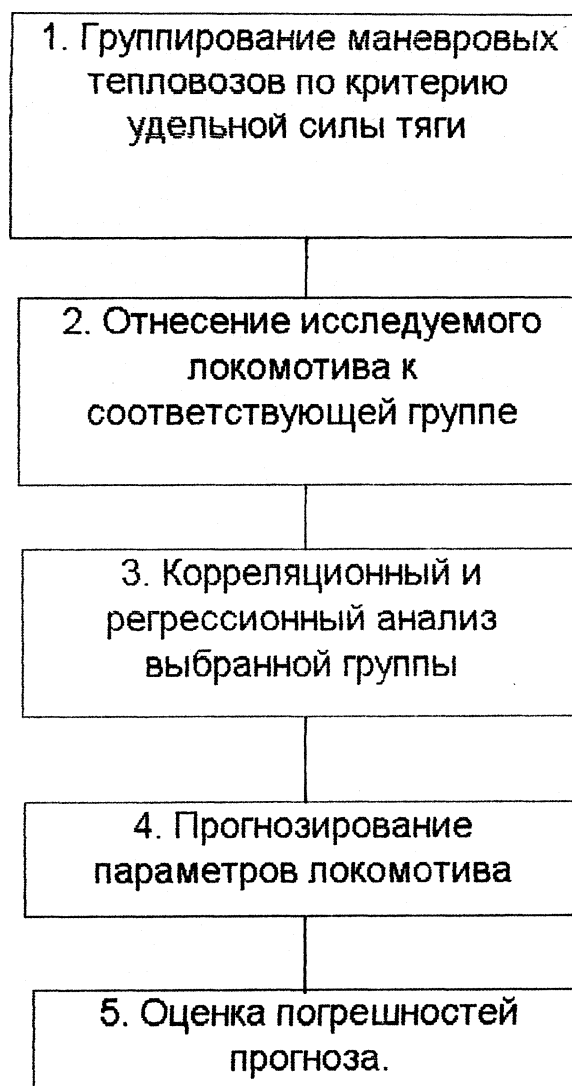 1. Группирование маневровых
тепловозов по критерию
удельной силы тяги
2. Отнесение исследуемого
локомотива к
соответствующей группе
3. Корреляционный и
регрессионный анализ
выбранной группы
4. Прогнозирование
параметров локомотива
5. Оценка погрешностей
прогноза.